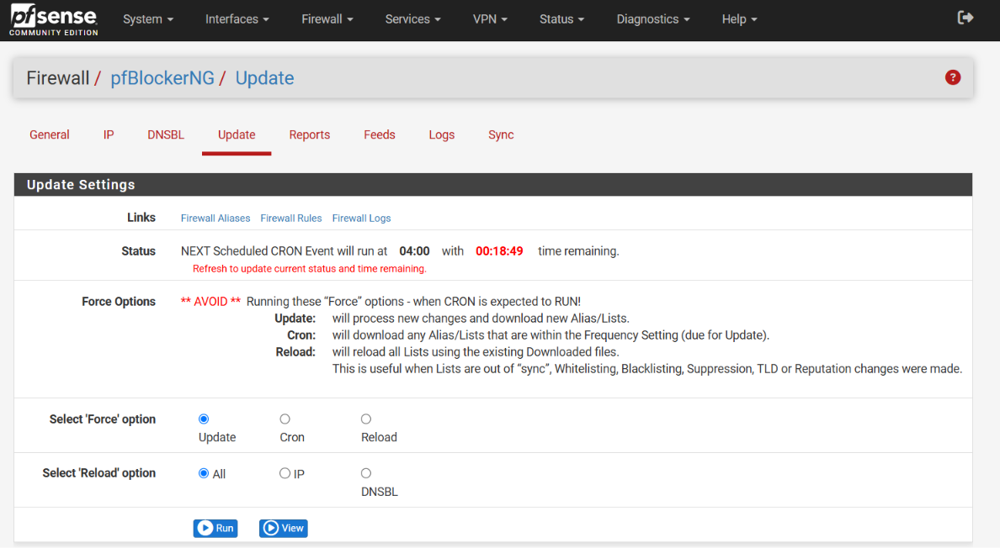 pfsense System Interfaces Firewall Services VPN Status Diagnostics Help
COMMUNITY EDITION
Firewall / pfBlockerNG / Update ?
General IP DNSBL Update Reports Feeds Logs Sync
Update Settings
Links Firewall Aliases Firewall Rules Firewall Logs
Status NEXT Scheduled CRON Event will run at 04:00 with 00:18:49 time remaining.
Refresh to update current status and time remaining.
Force Options ** AVOID ** Running these “Force” options - when CRON is expected to RUN!
Update: will process new changes and download new Alias/Lists.
Cron: will download any Alias/Lists that are within the Frequency Setting (due for Update).
Reload: will reload all Lists using the existing Downloaded files.
This is useful when Lists are out of “sync”, Whitelisting, Blacklisting, Suppression, TLD or Reputation changes were made.
Select 'Force' option
Update Cron Reload
Select 'Reload' option All IP
DNSBL
Run View